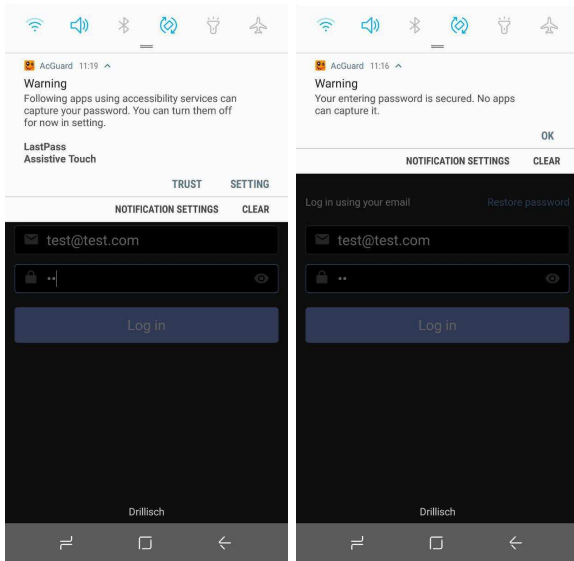 AcGuard 11:19
Warning
Following apps using accessibility services can
capture your password. You can turn them off
for now in setting.
LastPass
Assistive Touch
TRUST SETTING
NOTIFICATION SETTINGS CLEAR
test@test.com
Log in
Drillisch
AcGuard 11:16
Warning
Your entering password is secured. No apps
can capture it.
OK
NOTIFICATION SETTINGS CLEAR
Log in using your email Restore password
test@test.com
Log in
Drillisch